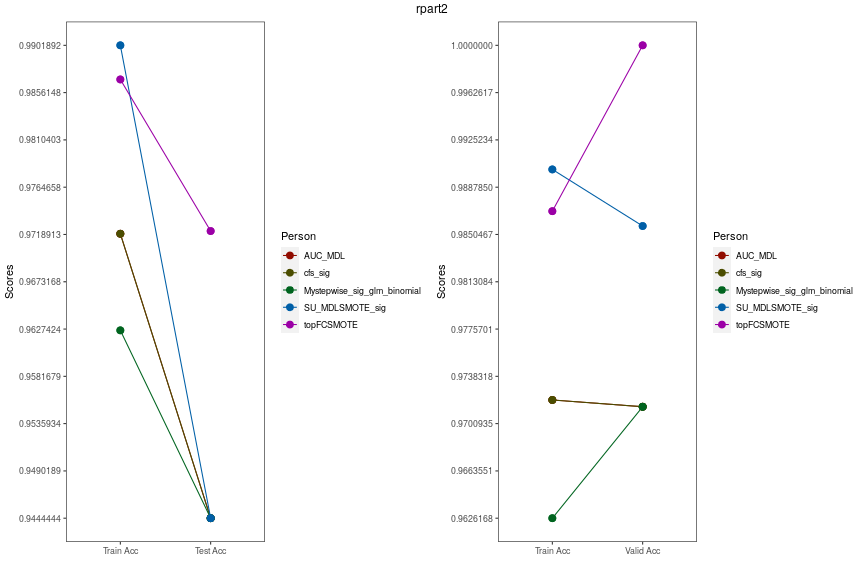 rpart2
Scores
0.9901892
0.9856148
0.9810403
0.9764658
0.9718913
0.9673168
0.9627424
0.9581679
0.9535934
0.9490189
0.9444444
Train Acc
Test Acc
Person
AUC_MDL
cfs_sig
Mystepwise_sig_glm_binomial
SU_MDLSMOTE_sig
topFCSMOTE
Scores
1.0000000
0.9962617
0.9925234
0.9887850
0.9850467
0.9813084
0.9775701
0.9738318
0.9700935
0.9663551
0.9626168
Train Acc
Valid Acc
Person
AUC_MDL
cfs_sig
Mystepwise_sig_glm_binomial
SU_MDLSMOTE_sig
topFCSMOTE